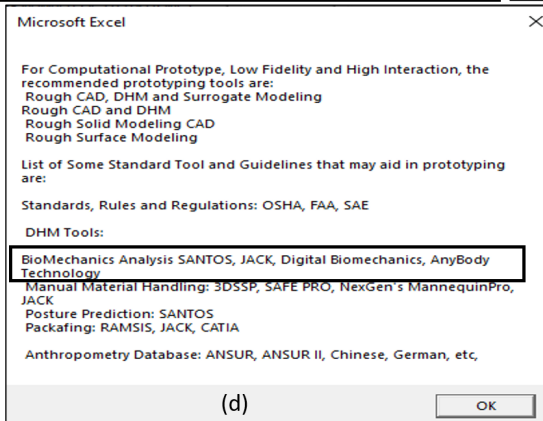 Microsoft Excel
For Computational Prototype, Low Fidelity and High Interaction, the
recommended prototyping tools are:
Rough CAD, DHM and Surrogate Modeling
Rough CAD and DHM
Rough Solid Modeling CAD
Rough Surface Modeling
List of Some Standard Tool and Guidelines that may aid in prototyping
are:
Standards, Rules and Regulations: OSHA, FAA, SAE
DHM Tools:
BioMechanics Analysis SANTOS, JACK, Digital Biomechanics, AnyBody
Technology
Manual Material Handling: 3DSSP, SAFE PRO, NexGen's MannequinPro,
JACK
Posture Prediction: SANTOS
Packafing: RAMSIS, JACK, CATIA
Anthropometry Database: ANSUR, ANSUR II, Chinese, German, etc,
(d)
OK